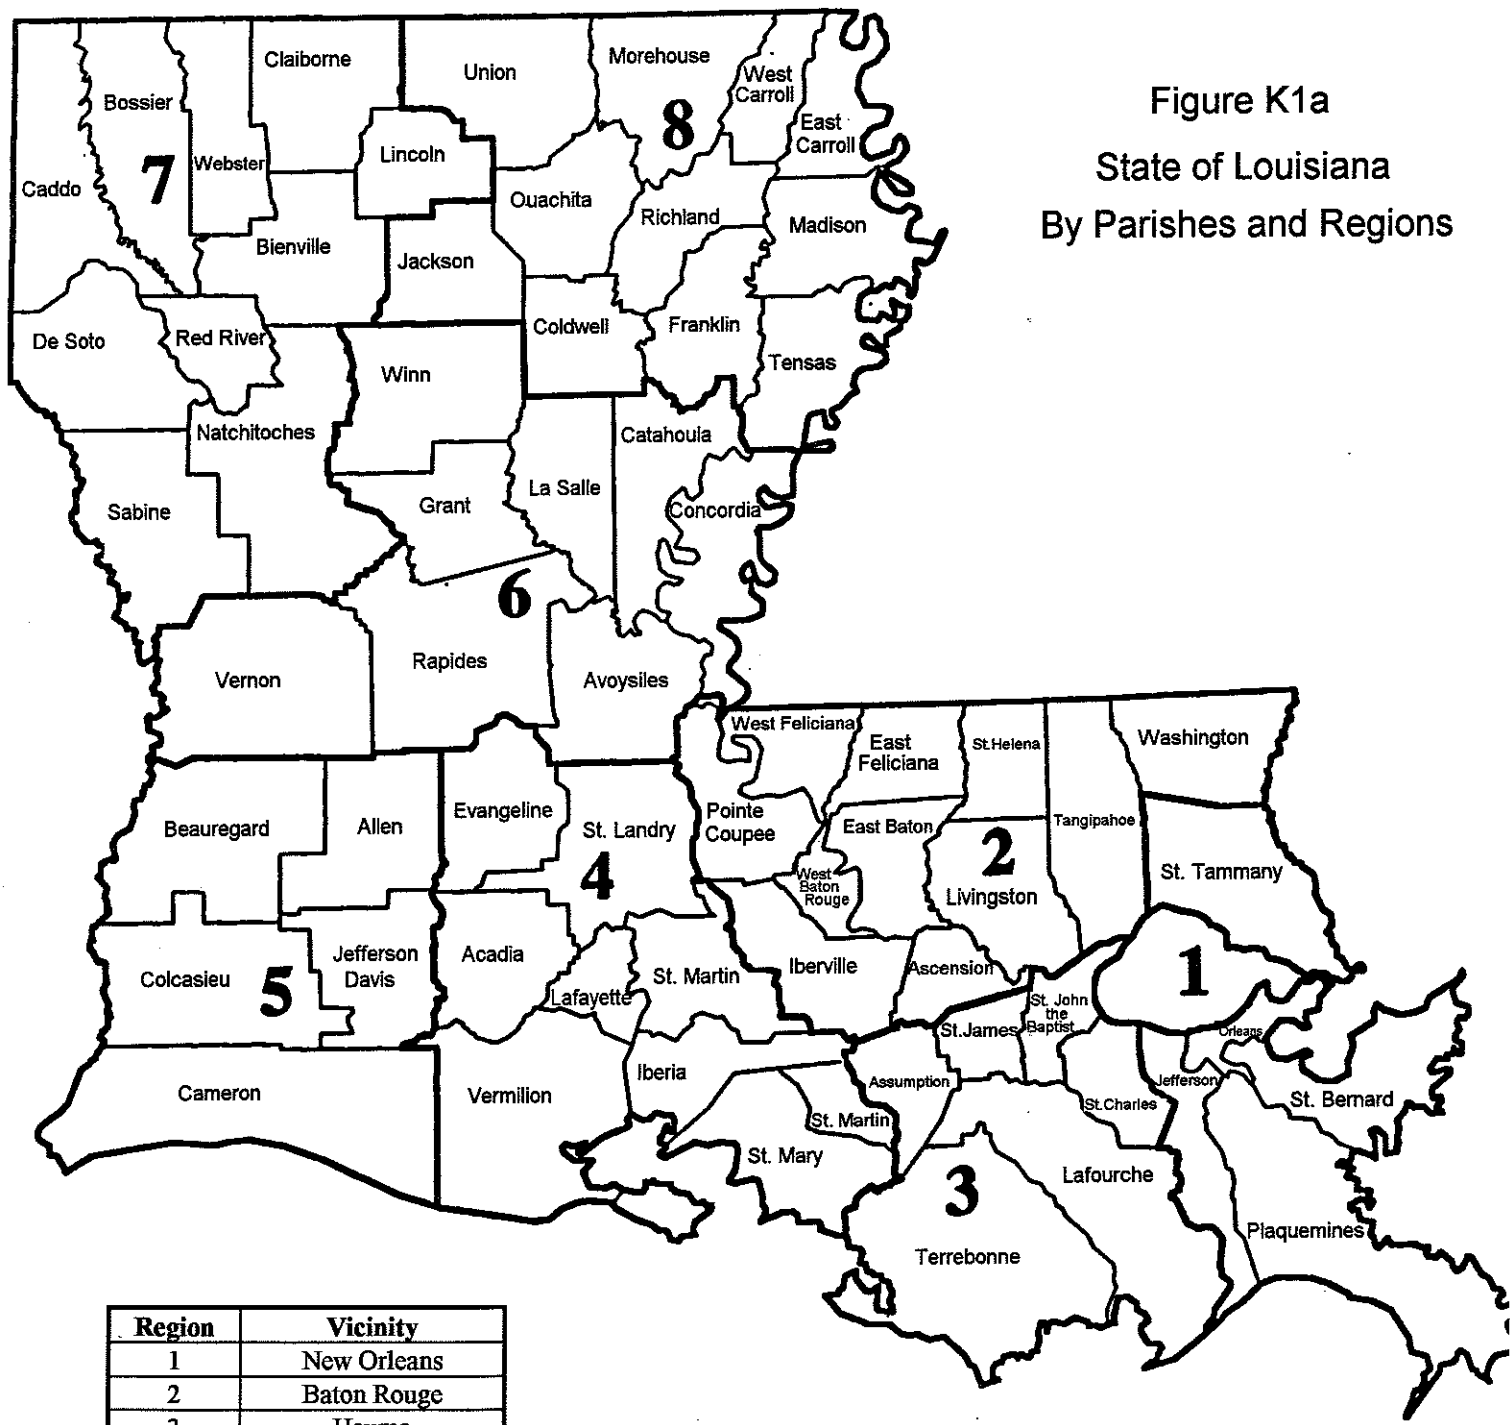 Figure K1a
State of Louisiana
By Parishes and Regions
Claiborne
Union
Morehouse
West
Carroll
Bossier
8
East
Carroll
7
Webster
Lincoln
Caddo
Ouachita
Richland
Madison
Bienville
Jackson
De Soto
Red River
Coldwell
Franklin
Tensas
Winn
Natchitoches
Catahoula
Sabine
Grant
La Salle
Concordia
6
Vernon
Rapides
Avoysiles
West Feliciana
East
Feliciana
St.Helena
Washington
Beauregard
Allen
Evangeline
St. Landry
Pointe
Coupee
East Baton
Tangipahoe
2
4
West
Baton
Rouge
Livingston
St. Tammany
Colcasieu
5
Jefferson
Davis
Acadia
Lafayette
St. Martin
Iberville
Ascension
1
St. John
the
Baptist
St.James
Orleans
Cameron
Vermilion
Iberia
Assumption
Jefferson
St.Charles
St. Bernard
St. Martin
St. Mary
3
Lafourche
Terrebonne
Plaquemines
Region Vicinity
1 New Orleans
2 Baton Rouge